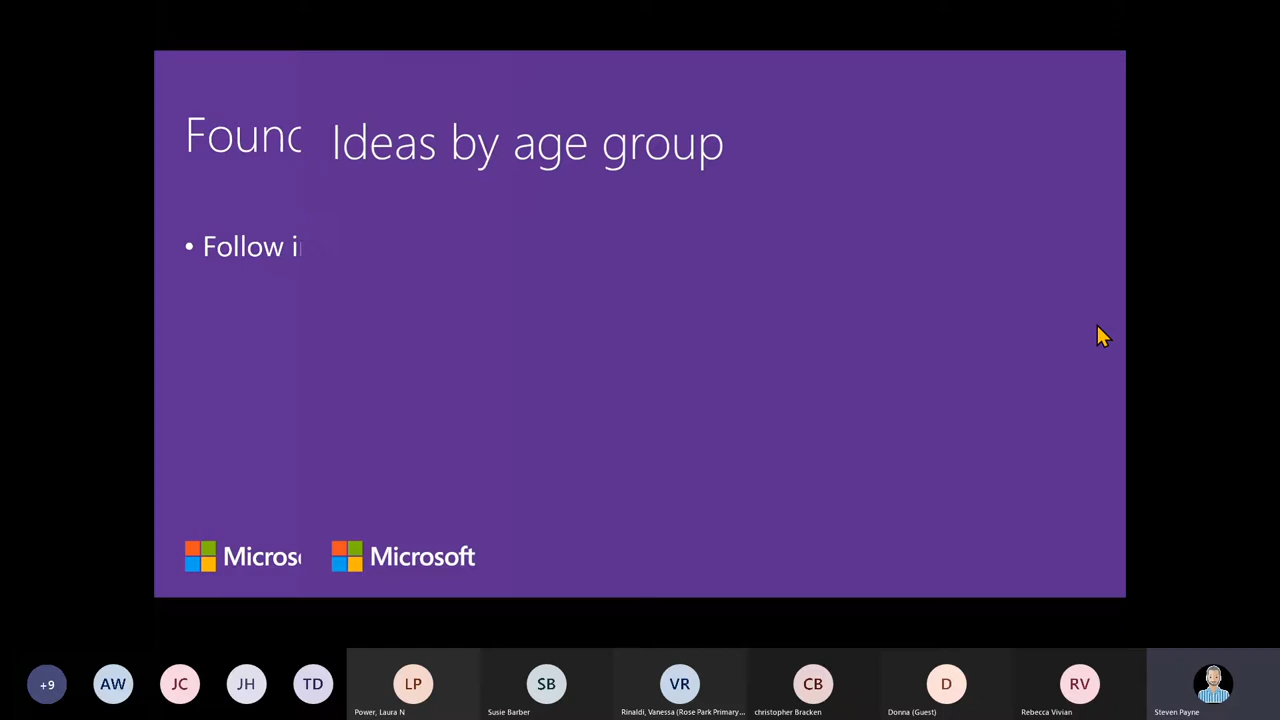 Founc
Ideas by age group
• Follow i
Microsc
Microsoft
+9
AW
JC
JH
TD
LP
SB
VR
CB
D
RV
Power, Laura N
Susie Barber
Rinaldi, Vanessa (Rose Park Primary...
christopher Bracken
Donna (Guest)
Rebecca Vivian
Steven Payne